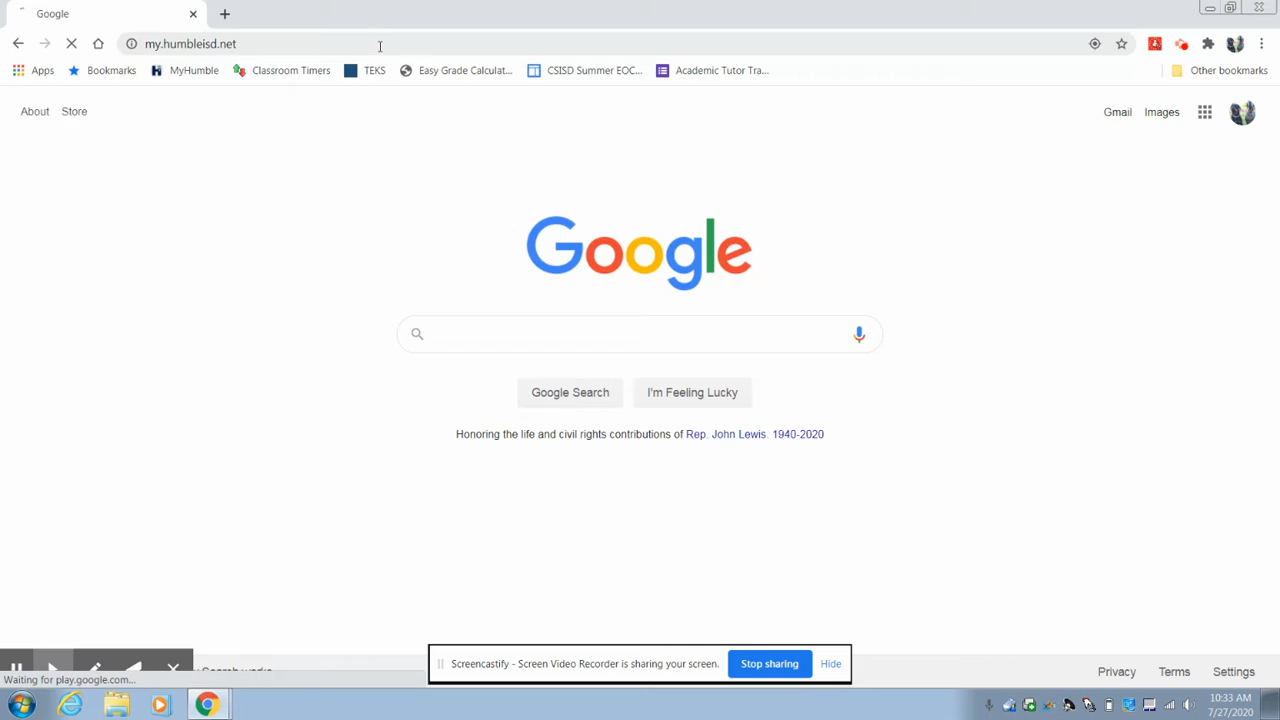 Google
my.humbleisd.net
Apps Bookmarks MyHumble Classroom Timers TEKS Easy Grade Calculat... CSISD Summer EOC... Academic Tutor Tra... Other bookmarks
About Store Gmail Images
Google
Google Search I'm Feeling Lucky
Honoring the life and civil rights contributions of Rep. John Lewis. 1940-2020
Screencastify - Screen Video Recorder is sharing your screen. Stop sharing Hide
Search works Privacy Terms Settings
Waiting for play.google.com...
10:33 AM
7/27/2020